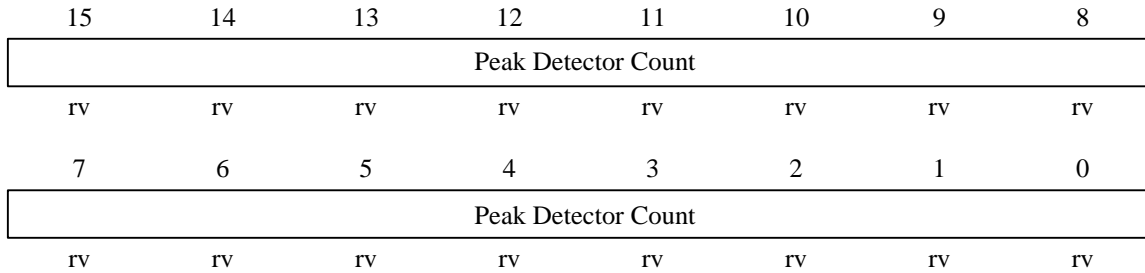 15 14 13 12 11 10 9 8
Peak Detector Count
rv rv rv rv rv rv rv rv
7 6 5 4 3 2 1 0
Peak Detector Count
rv rv rv rv rv rv rv rv